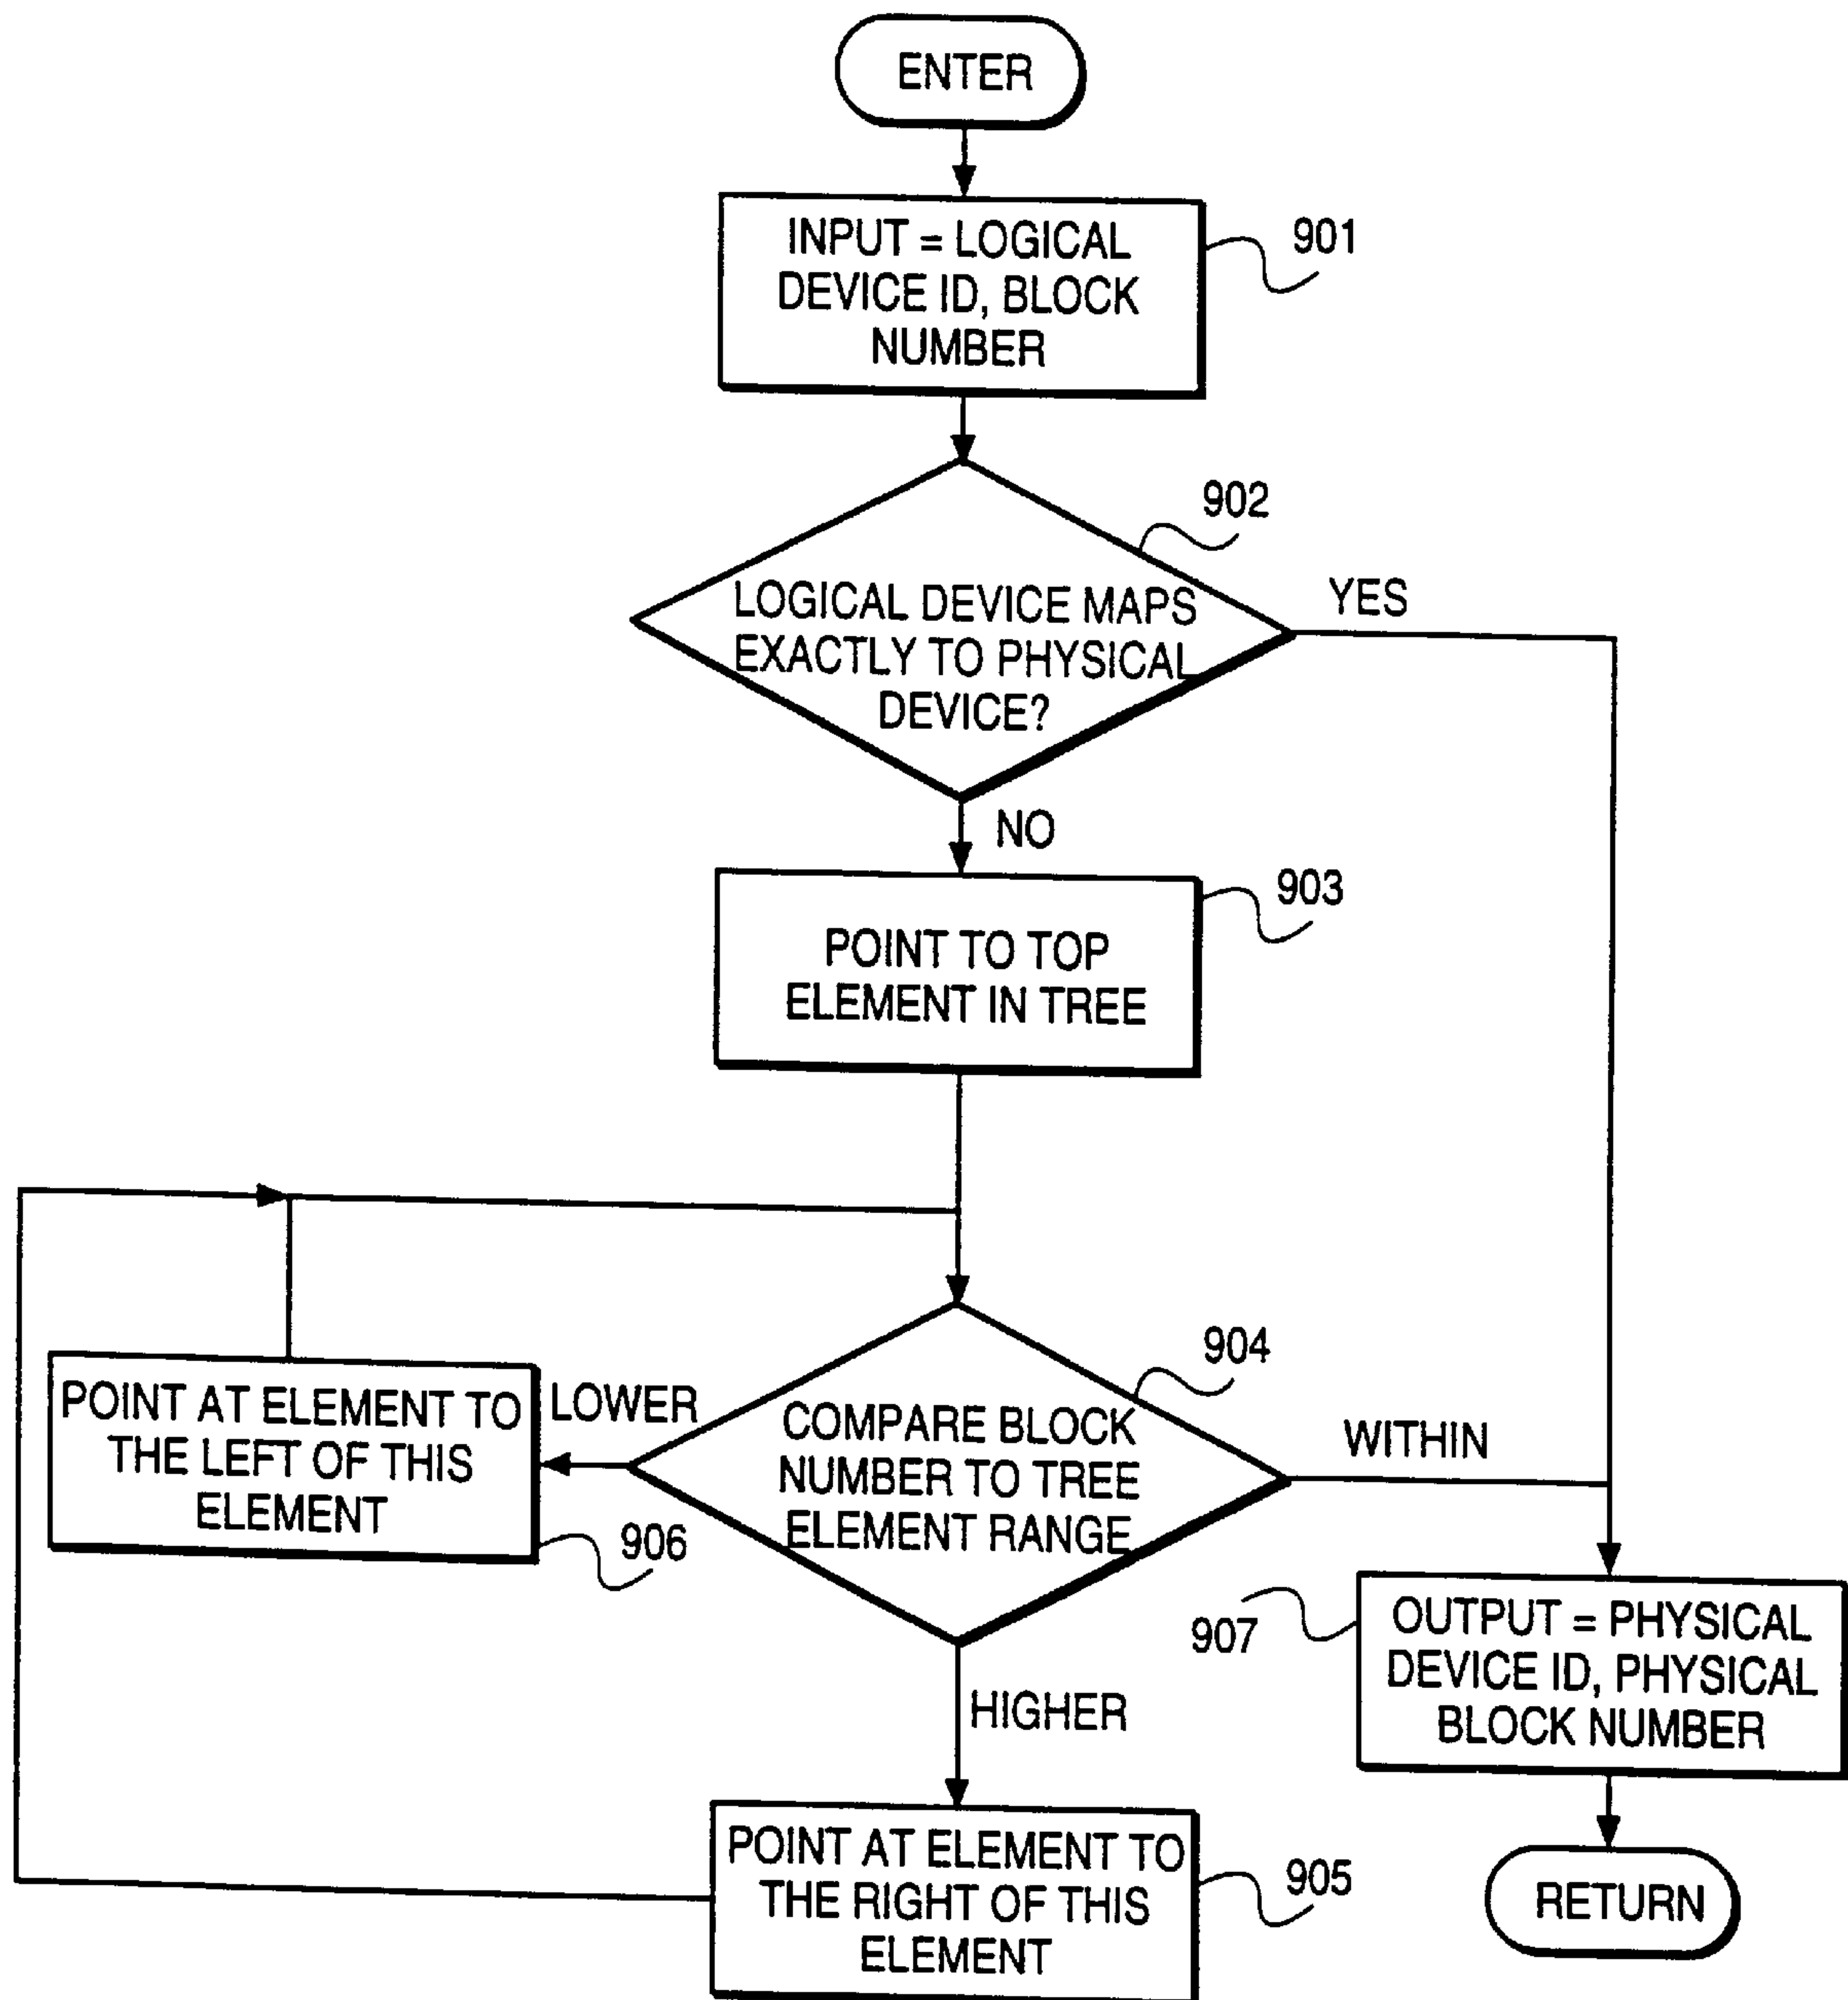 ENTER
INPUT = LOGICAL
DEVICE ID, BLOCK
NUMBER
901
902
LOGICAL DEVICE MAPS
EXACTLY TO PHYSICAL
DEVICE?
YES
NO
903
POINT TO TOP
ELEMENT IN TREE
904
COMPARE BLOCK
NUMBER TO TREE
ELEMENT RANGE
LOWER
POINT AT ELEMENT TO
THE LEFT OF THIS
ELEMENT
906
WITHIN
907
OUTPUT = PHYSICAL
DEVICE ID, PHYSICAL
BLOCK NUMBER
HIGHER
POINT AT ELEMENT TO
THE RIGHT OF THIS
ELEMENT
905
RETURN